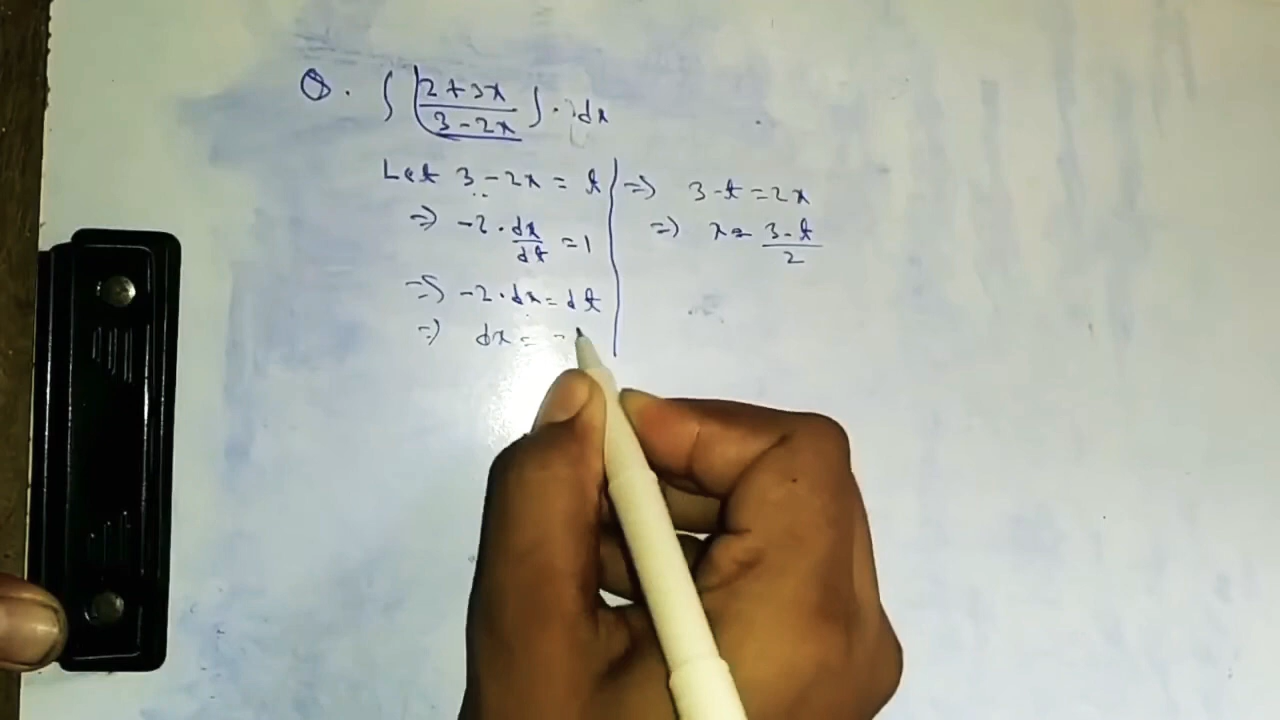 Q. ∫ (2+3x / 3-2x) . dx
Let 3-2x = t
⇒ -2 . dx/dt = 1
⇒ -2 . dx = dt
⇒ dx = -
⇒ 3-t = 2x
⇒ x = 3-t / 2